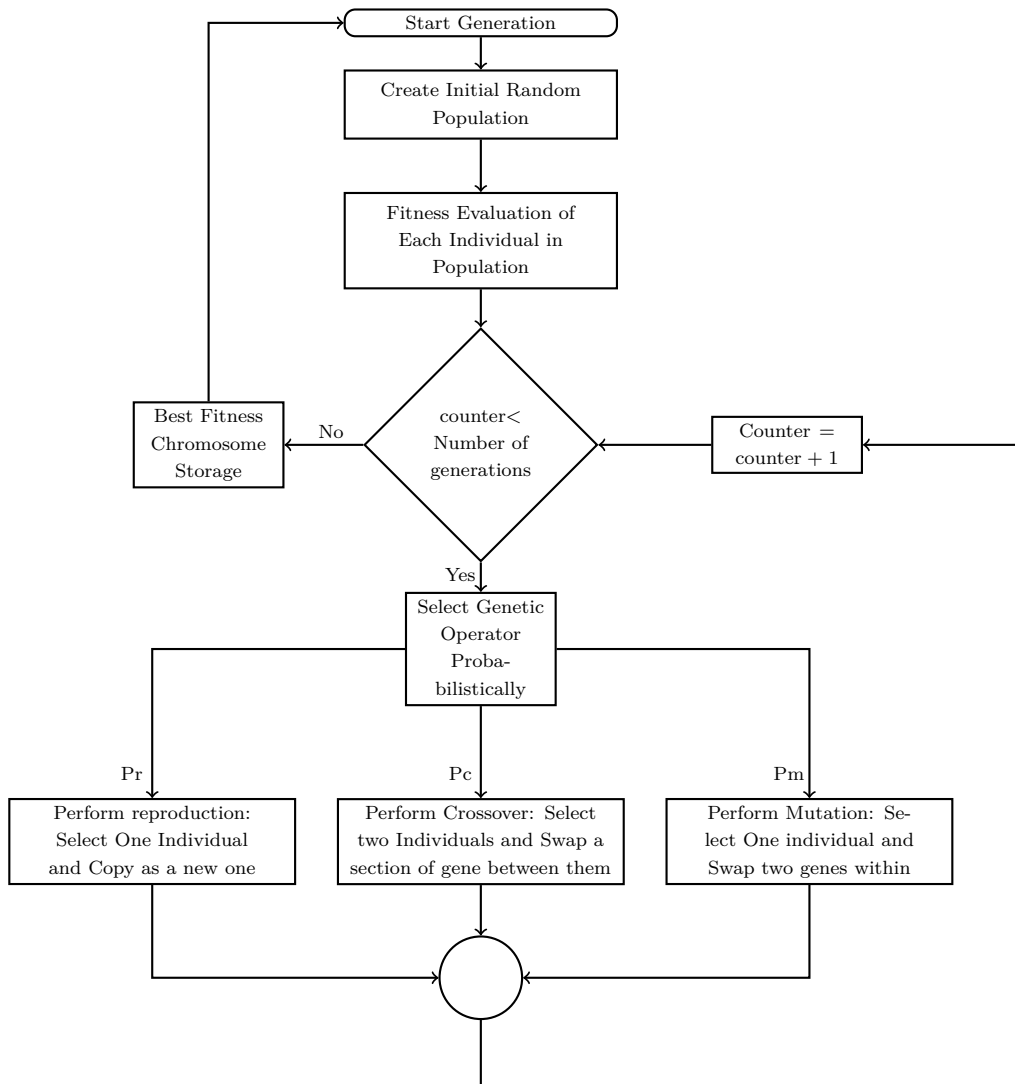 Start Generation
Create Initial Random
Population
Fitness Evaluation of
Each Individual in
Population
Best Fitness
Chromosome
Storage
No
counter<
Number of
generations
Counter =
counter + 1
Yes
Select Genetic
Operator
Proba-
bilistically
Pr
Pc
Pm
Perform reproduction:
Select One Individual
and Copy as a new one
Perform Crossover: Select
two Individuals and Swap a
section of gene between them
Perform Mutation: Se-
lect One individual and
Swap two genes within